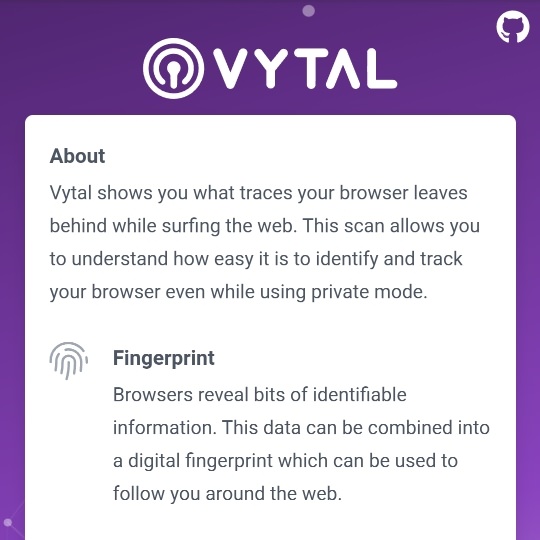 VYTAL
About
Vytal shows you what traces your browser leaves
behind while surfing the web. This scan allows you
to understand how easy it is to identify and track
your browser even while using private mode.
Fingerprint
Browsers reveal bits of identifiable
information. This data can be combined into
a digital fingerprint which can be used to
follow you around the web.